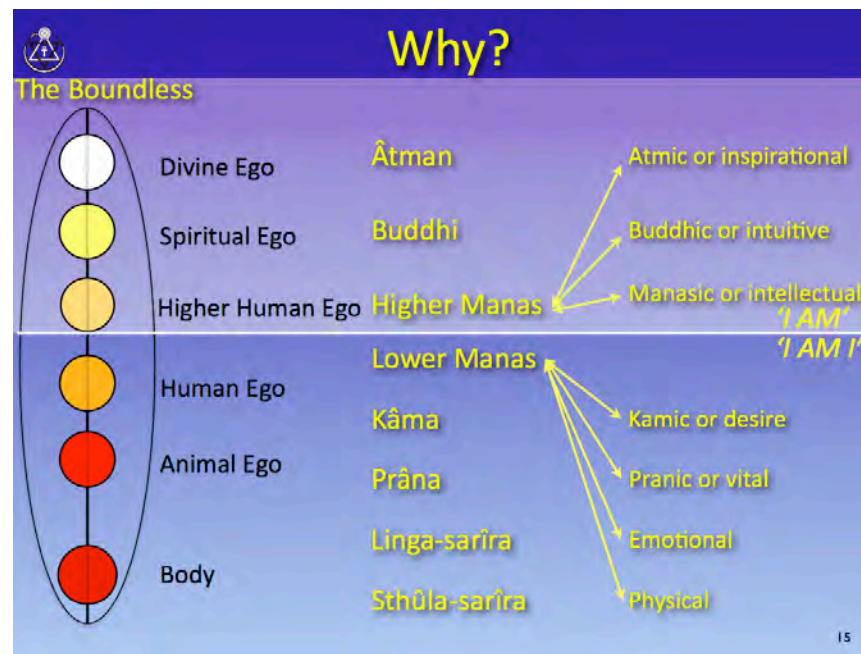 Why?
The Boundless
Divine Ego
Âtman
Atmic or inspirational
Spiritual Ego
Buddhi
Buddhic or intuitive
Higher Human Ego
Higher Manas
Manasic or intellectual
‘I AM’
‘I AM I’
Lower Manas
Human Ego
Kâma
Kamic or desire
Animal Ego
Prâna
Pranic or vital
Linga-sarîra
Emotional
Body
Sthûla-sarîra
Physical
15